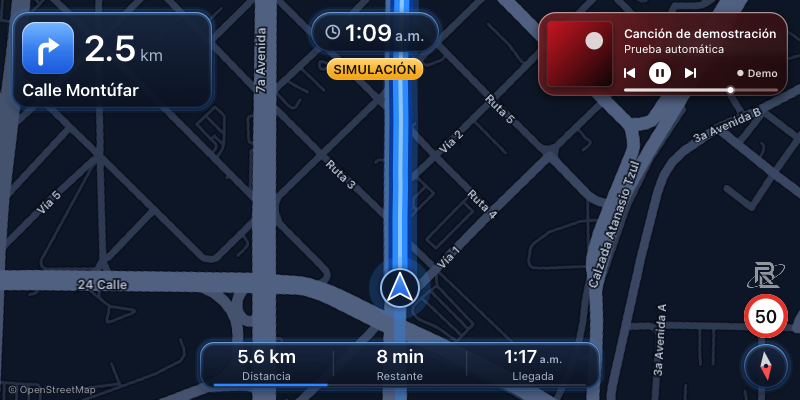 2.5 km
Calle Montúfar
1:09 a.m.
SIMULACIÓN
Canción de demostración
Prueba automática
Demo
7a Avenida
Ruta 5
Vía 2
3a Avenida B
Ruta 3
Ruta 4
Vía 5
Calzada Atanasio Tzul
Vía 1
24 Calle
50
3a Avenida A
5.6 km
Distancia
8 min
Restante
1:17 a.m.
Llegada
© OpenStreetMap